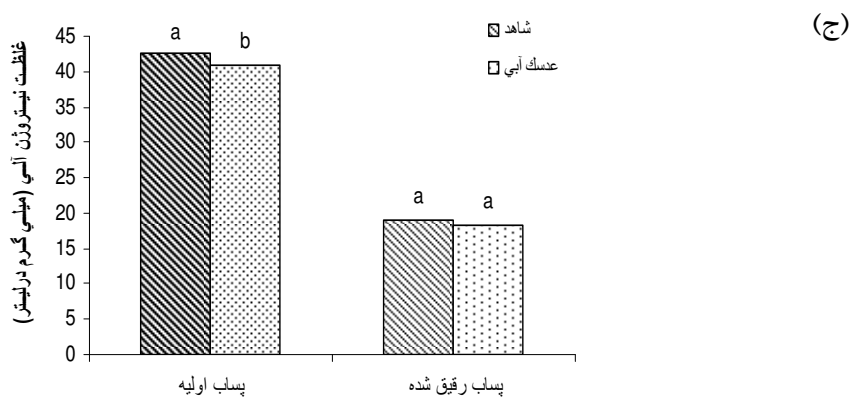 (ج)
شاهد
عدسك آبي
غلظت نيتروژن آلي (ميلي گرم درليتر)
45
40
35
30
25
20
15
10
5
0
a
b
a
a
پساب اوليه
پساب رقيق شده